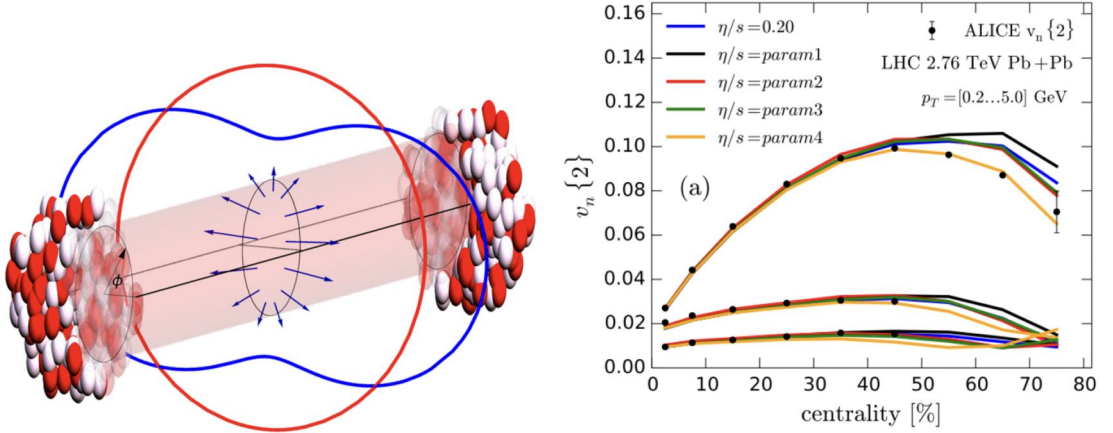 ϕ
0.16
0.14
0.12
0.10
0.08
0.06
0.04
0.02
0.00
0 10 20 30 40 50 60 70 80
v_n{2}
centrality [%]
η/s=0.20
η/s=param1
η/s=param2
η/s=param3
η/s=param4
ALICE v_n{2}
LHC 2.76 TeV Pb+Pb
p_T=[0.2...5.0] GeV
(a)